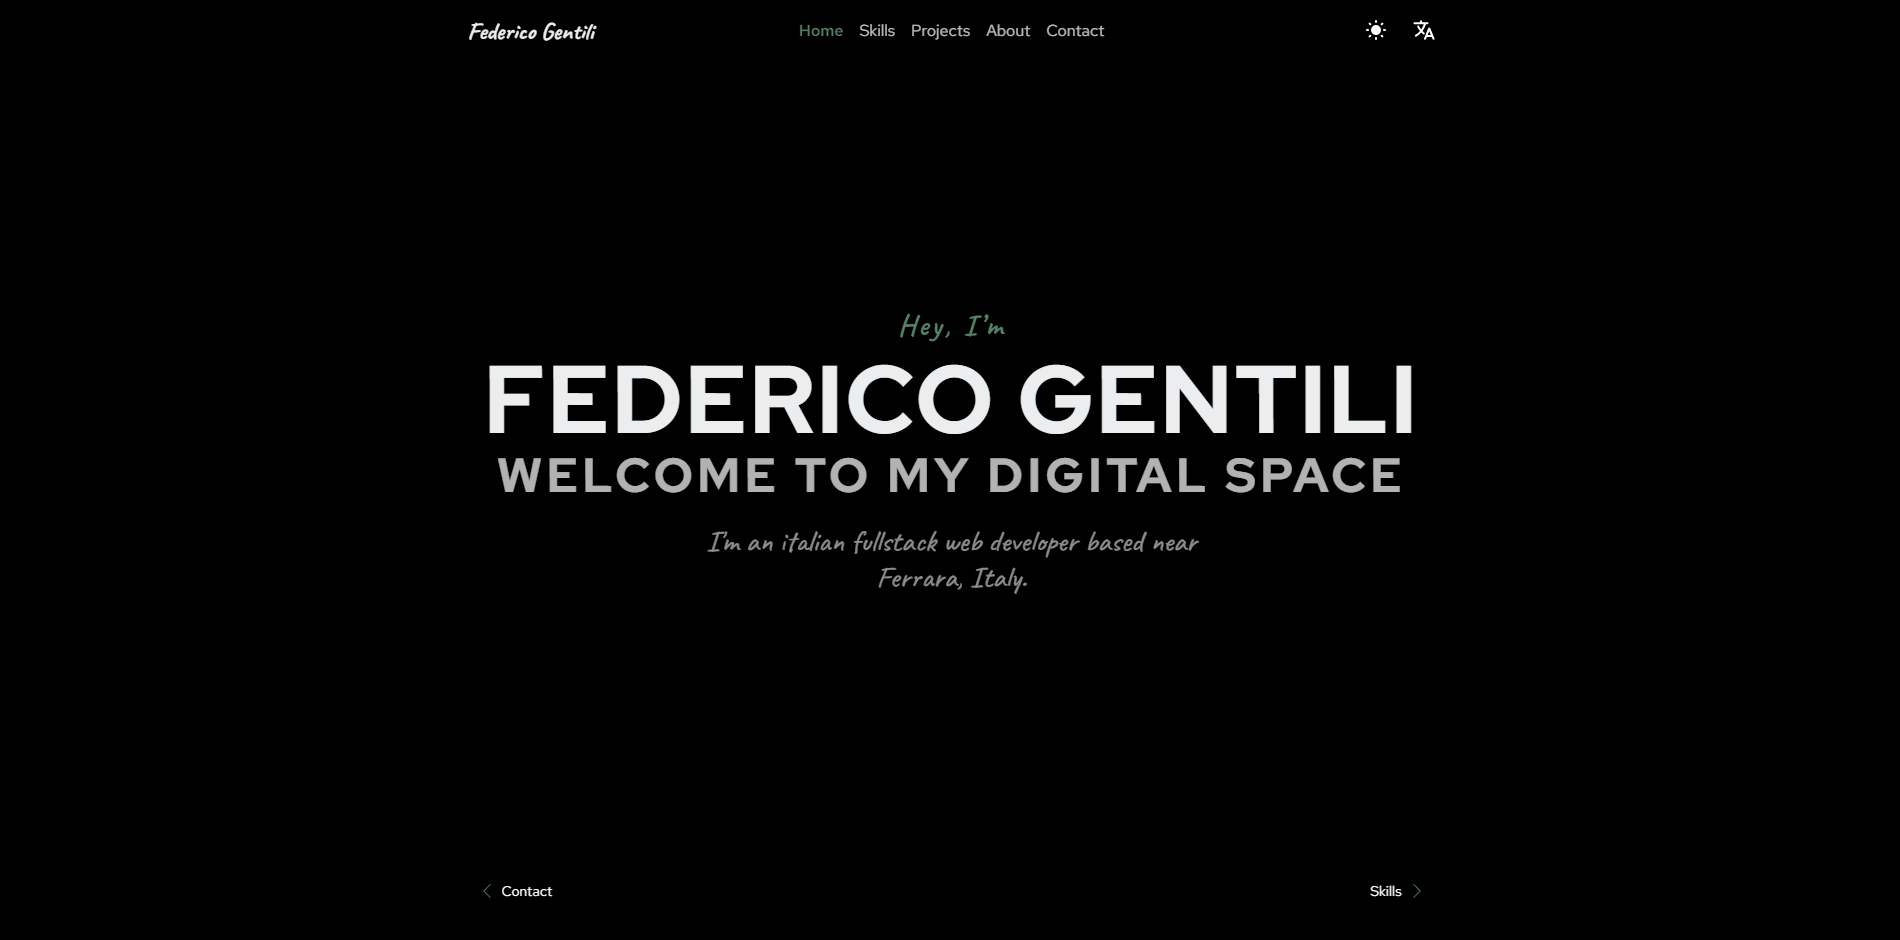 Federico Gentili
Home Skills Projects About Contact
Hey, I'm
FEDERICO GENTILI
WELCOME TO MY DIGITAL SPACE
I'm an italian fullstack web developer based near
Ferrara, Italy.
Contact
Skills